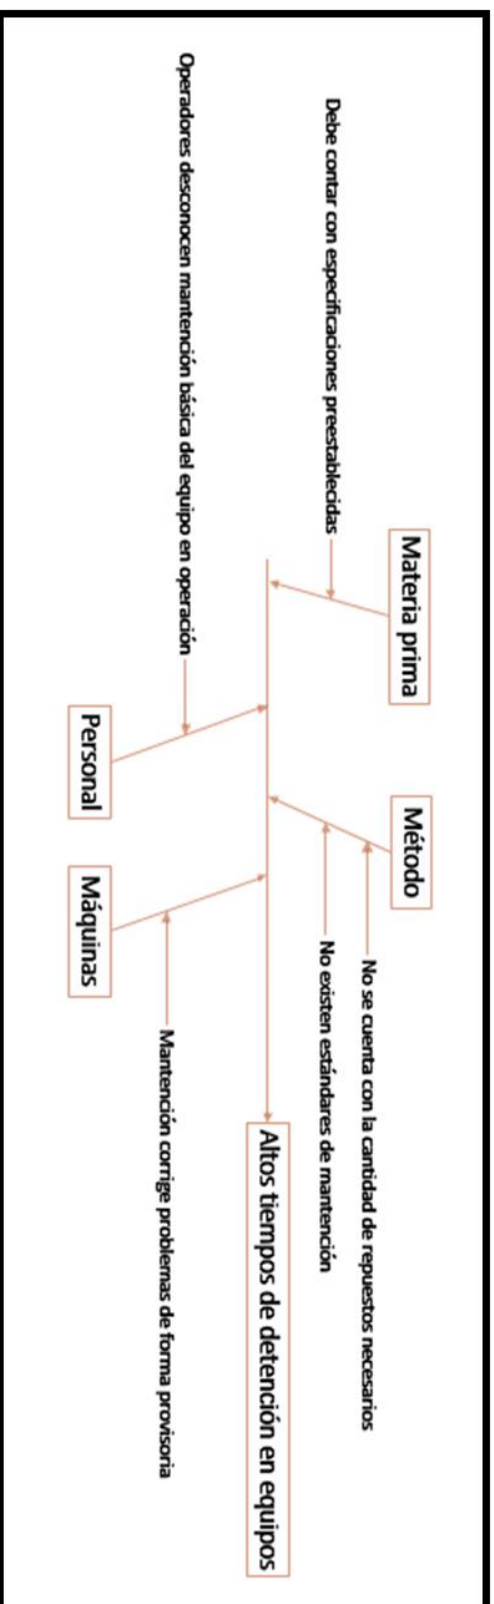 Materia prima
Método
No se cuenta con la cantidad de repuestos necesarios
Debe contar con especificaciones preestablecidas
No existen estándares de mantención
Altos tiempos de detención en equipos
Operadores desconocen mantención básica del equipo en operación
Mantención corrige problemas de forma provisoria
Personal
Máquinas